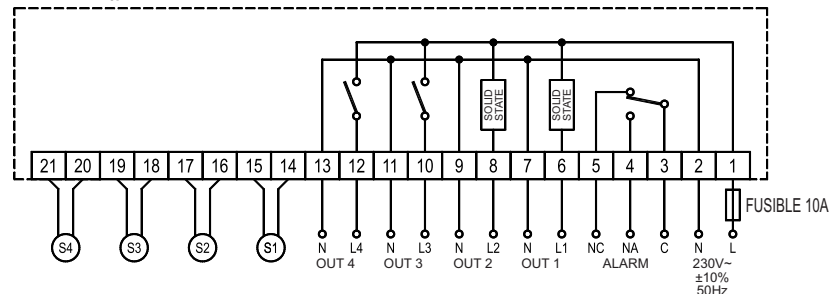 SOLID STATE
SOLID STATE
21 20 19 18 17 16 15 14 13 12 11 10 9 8 7 6 5 4 3 2 1
FUSIBLE 10A
S4 S3 S2 S1 N L4 N L3 N L2 N L1 NC NA C N L
OUT 4 OUT 3 OUT 2 OUT 1 ALARM 230V~
±10%
50Hz